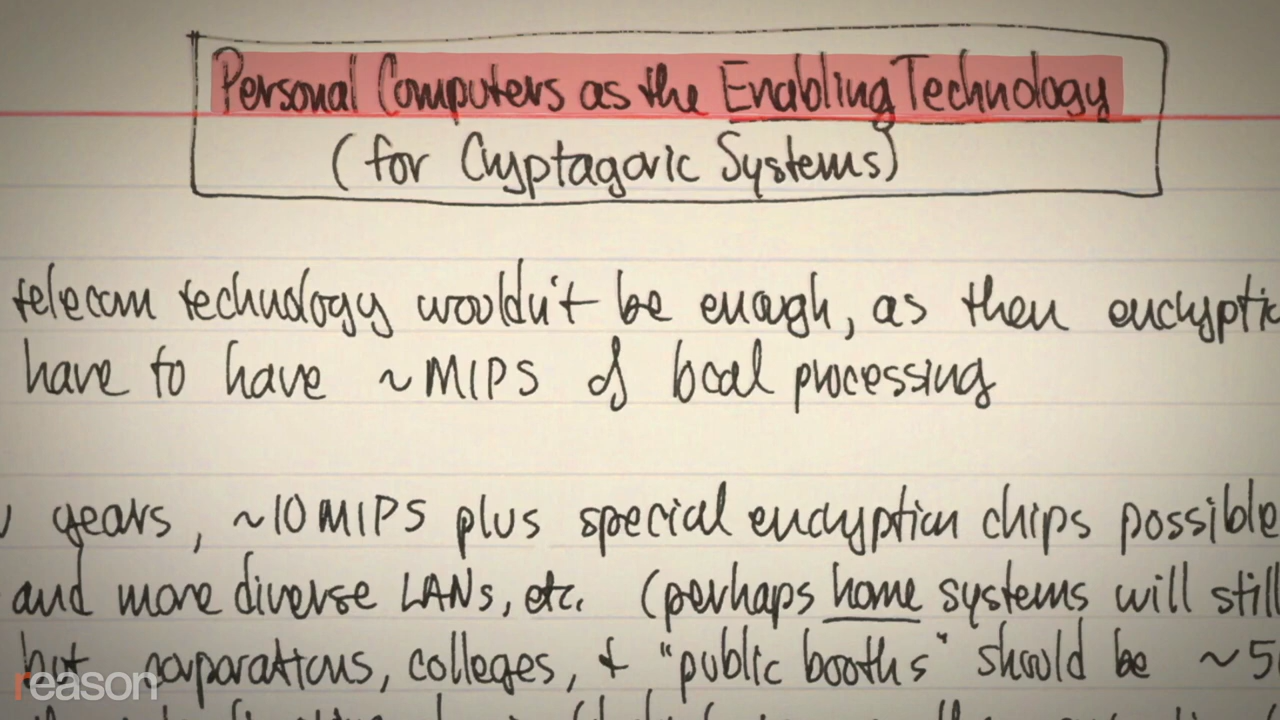 Personal Computers as the Enabling Technology
(for Cryptagoric Systems)
telecom technology wouldn't be enough, as then encryptio
have to have ~MIPS of local processing
years, ~10 MIPS plus special encryption chips possible
and more diverse LANs, etc. (perhaps home systems will still
but corporations, colleges, & "public booths" should be ~5
reason